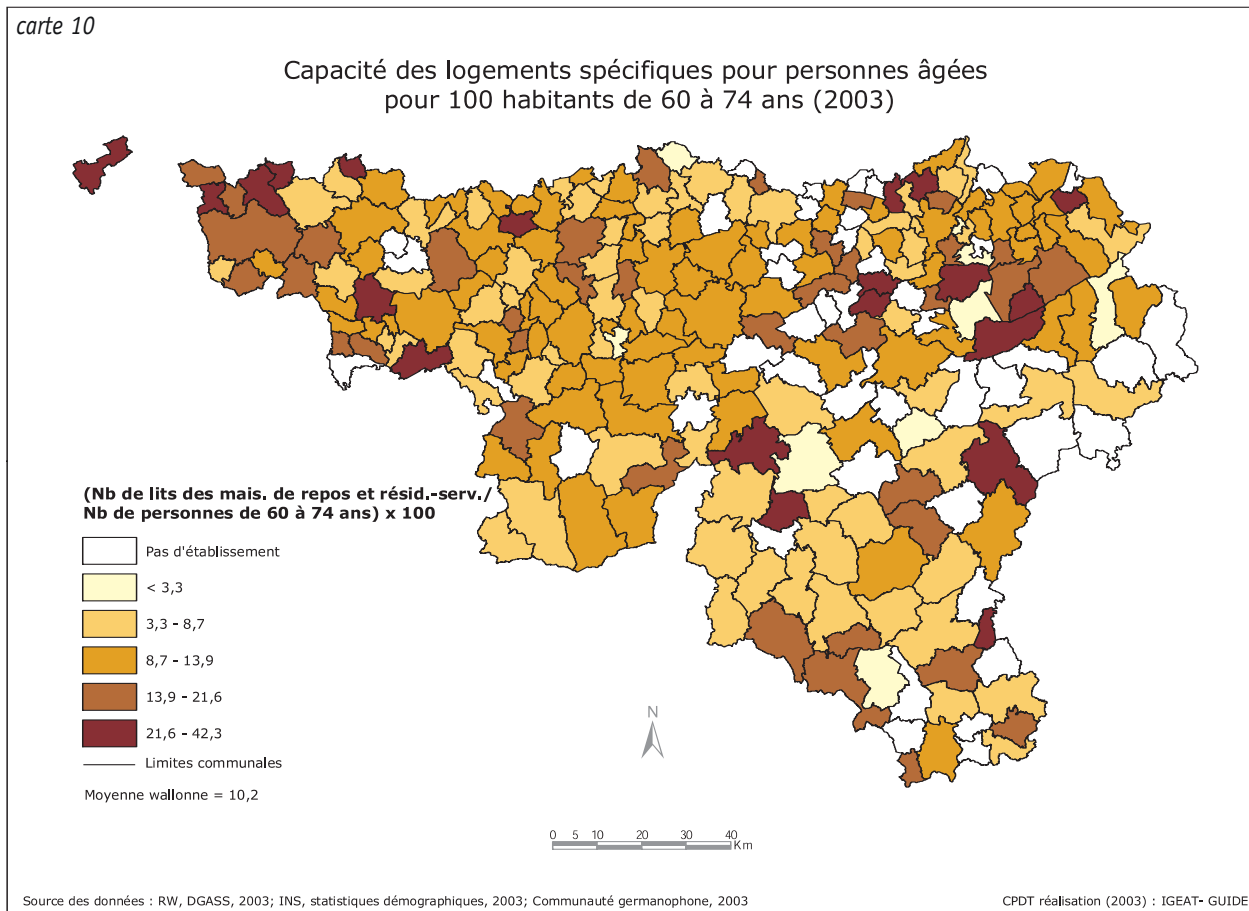 carte 10
Capacité des logements spécifiques pour personnes âgées
pour 100 habitants de 60 à 74 ans (2003)
(Nb de lits des mais. de repos et résid.-serv./
Nb de personnes de 60 à 74 ans) x 100
Pas d'établissement
< 3,3
3,3 - 8,7
8,7 - 13,9
13,9 - 21,6
21,6 - 42,3
Limites communales
Moyenne wallonne = 10,2
N
0 5 10 20 30 40
Km
Source des données : RW, DGASS, 2003; INS, statistiques démographiques, 2003; Communauté germanophone, 2003
CPDT réalisation (2003) : IGEAT- GUIDE